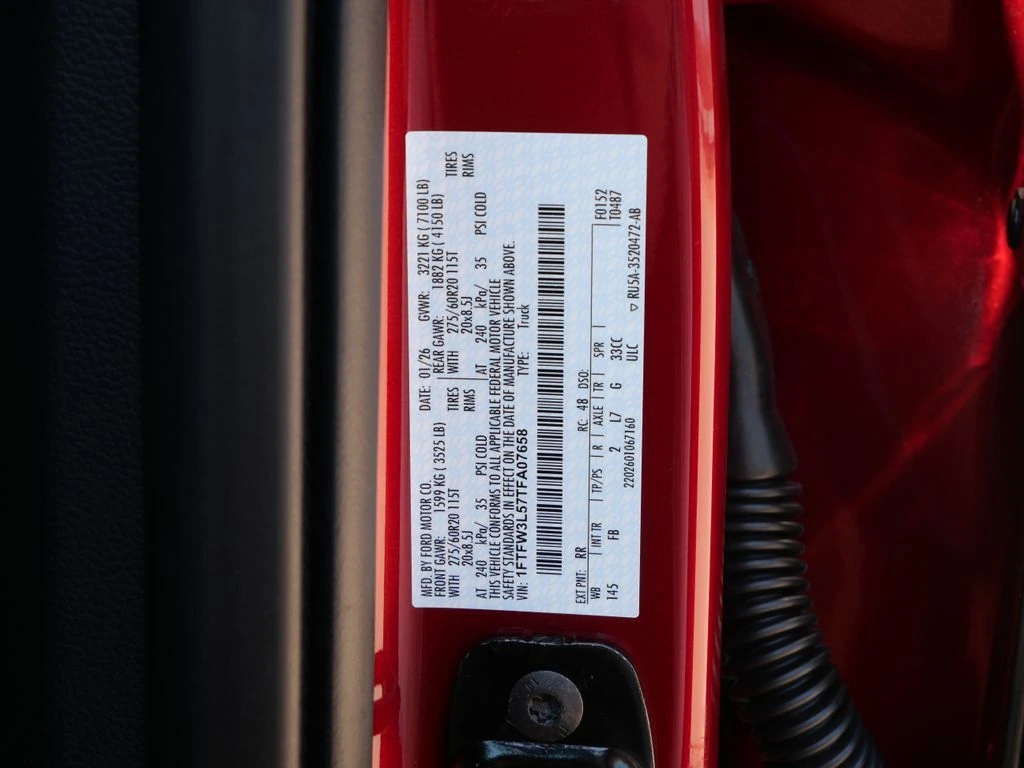 MFD. BY FORD MOTOR CO. DATE: 01/26 GVWR: 3221 KG ( 7100 LB)
FRONT GAWR: 1599 KG ( 3525 LB) REAR GAWR: 1882 KG ( 4150 LB)
WITH 275/60R20 115T TIRES WITH 275/60R20 115T TIRES
20x8.5J RIMS 20x8.5J RIMS
AT 240 kPa/ 35 PSI COLD AT 240 kPa/ 35 PSI COLD
THIS VEHICLE CONFORMS TO ALL APPLICABLE FEDERAL MOTOR VEHICLE
SAFETY STANDARDS IN EFFECT ON THE DATE OF MANUFACTURE SHOWN ABOVE.
VIN: 1FTFW3L57TFA07658 TYPE: Truck
EXT PNT: RR RC: 48 DSO: F0152
WB INT TR TP/PS R AXLE TR SPR T0487
145 FB 2 L7 G 33CC
2202601067160 ULC ▽ RU5A-3520472-AB